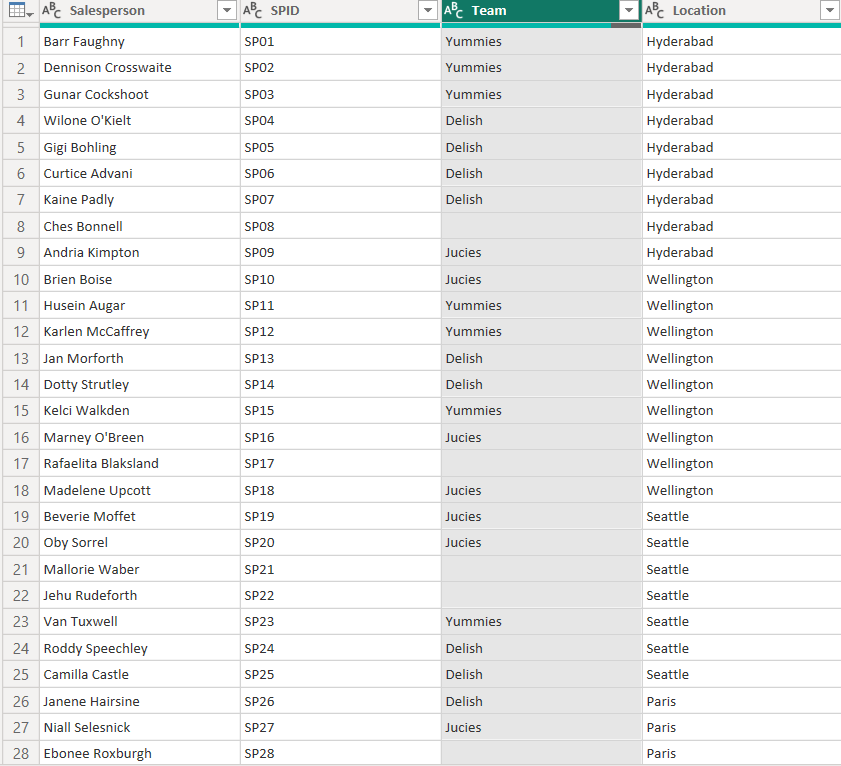 ABC Salesperson ABC SPID ABC Team ABC Location
1 Barr Faughny SP01 Yummies Hyderabad
2 Dennison Crosswaite SP02 Yummies Hyderabad
3 Gunar Cockshoot SP03 Yummies Hyderabad
4 Wilone O'Kielt SP04 Delish Hyderabad
5 Gigi Bohling SP05 Delish Hyderabad
6 Curtice Advani SP06 Delish Hyderabad
7 Kaine Padly SP07 Delish Hyderabad
8 Ches Bonnell SP08 Hyderabad
9 Andria Kimpton SP09 Jucies Hyderabad
10 Brien Boise SP10 Jucies Wellington
11 Husein Augar SP11 Yummies Wellington
12 Karlen McCaffrey SP12 Yummies Wellington
13 Jan Morforth SP13 Delish Wellington
14 Dotty Strutley SP14 Delish Wellington
15 Kelci Walkden SP15 Yummies Wellington
16 Marney O'Breen SP16 Jucies Wellington
17 Rafaelita Blaksland SP17 Wellington
18 Madelene Upcott SP18 Jucies Wellington
19 Beverie Moffet SP19 Jucies Seattle
20 Oby Sorrel SP20 Jucies Seattle
21 Mallorie Waber SP21 Seattle
22 Jehu Rudeforth SP22 Seattle
23 Van Tuxwell SP23 Yummies Seattle
24 Roddy Speechley SP24 Delish Seattle
25 Camilla Castle SP25 Delish Seattle
26 Janene Hairsine SP26 Delish Paris
27 Niall Selesnick SP27 Jucies Paris
28 Ebonee Roxburgh SP28 Paris